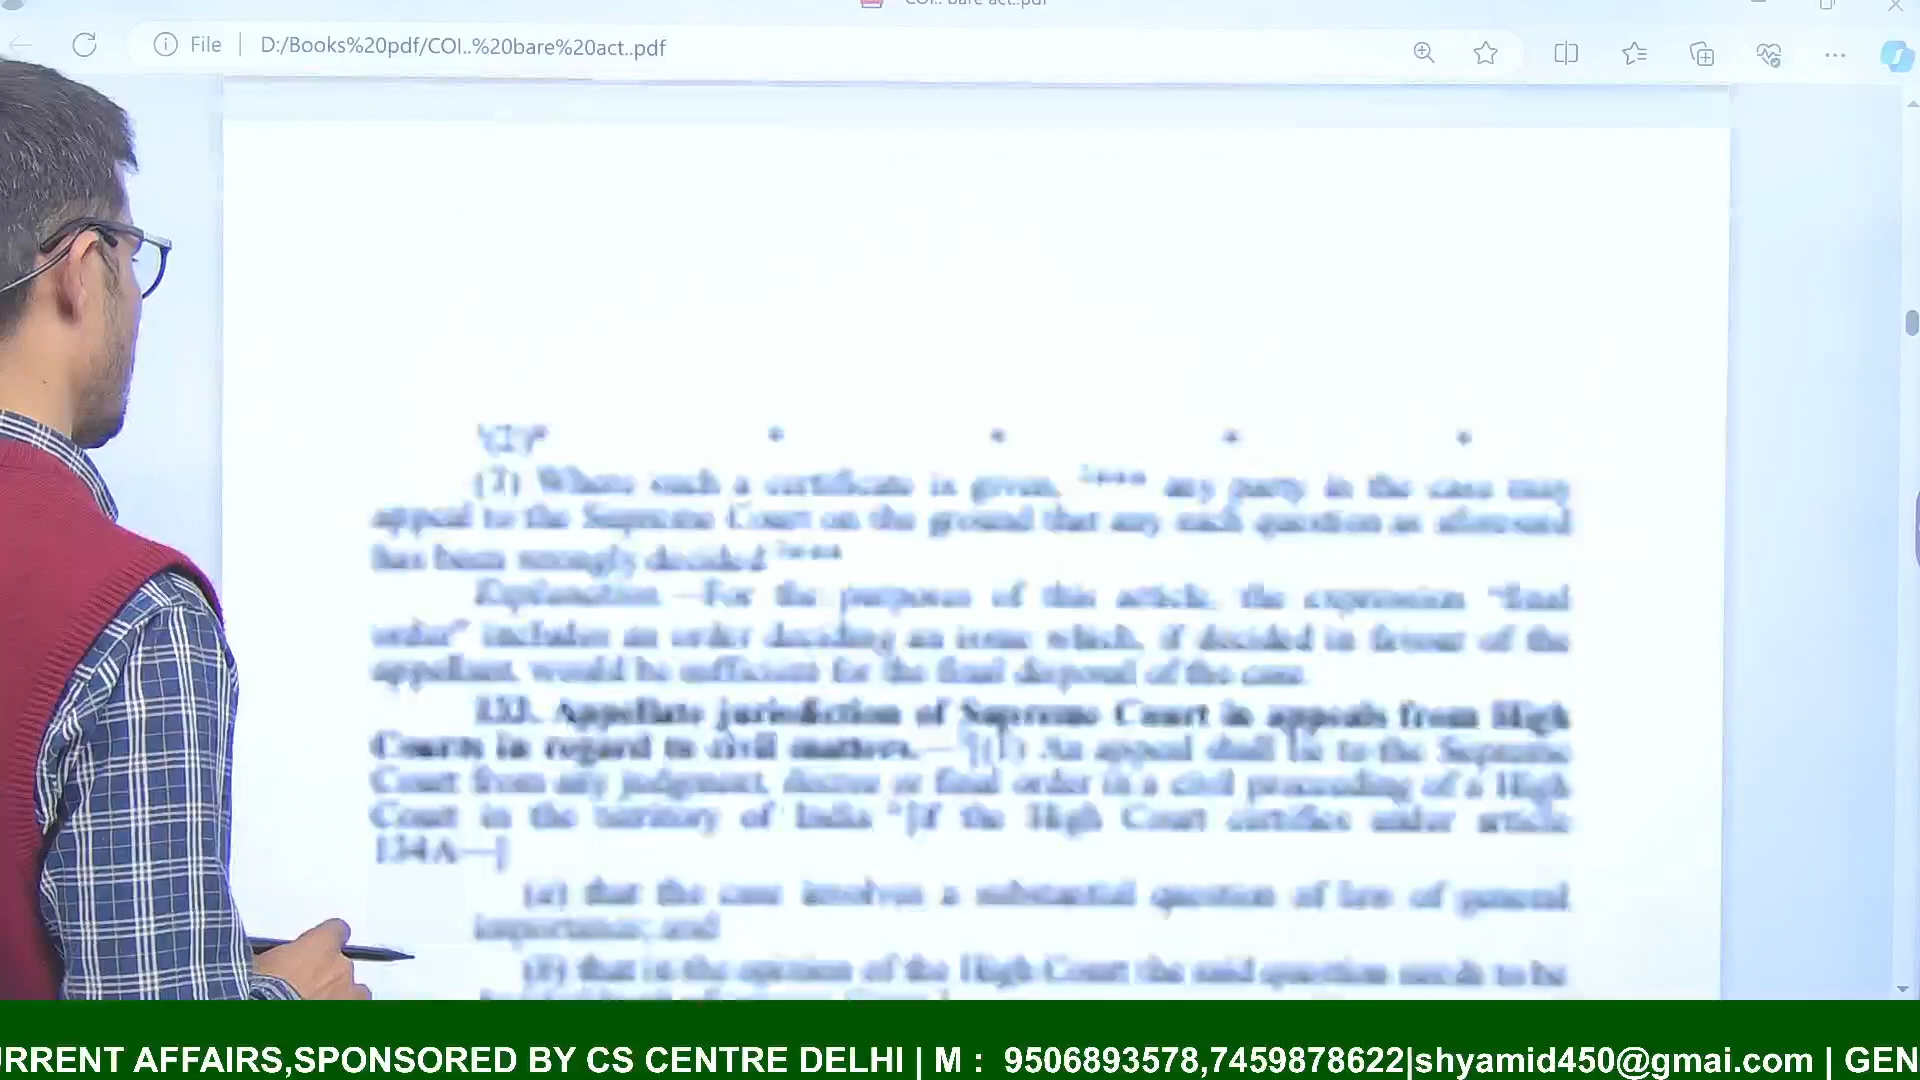 COI.. bare act..pdf
File D:/Books%20pdf/COI..%20bare%20act..pdf
(2)* * * * *
(3) Where such a certificate is given, any party in the case may
appeal to the Supreme Court on the ground that any such question as aforesaid
has been wrongly decided
Explanation.—For the purposes of this article, the expression “final
order” includes an order deciding an issue which, if decided in favour of the
appellant, would be sufficient for the final disposal of the case.
133. Appellate jurisdiction of Supreme Court in appeals from High
Courts in regard to civil matters.— [(1) An appeal shall lie to the Supreme
Court from any judgment, decree or final order in a civil proceeding of a High
Court in the territory of India [if the High Court certifies under article
134A—]
(a) that the case involves a substantial question of law of general
importance; and
(b) that in the opinion of the High Court the said question needs to be
RRENT AFFAIRS,SPONSORED BY CS CENTRE DELHI | M : 9506893578,7459878622|shyamid450@gmai.com | GEN